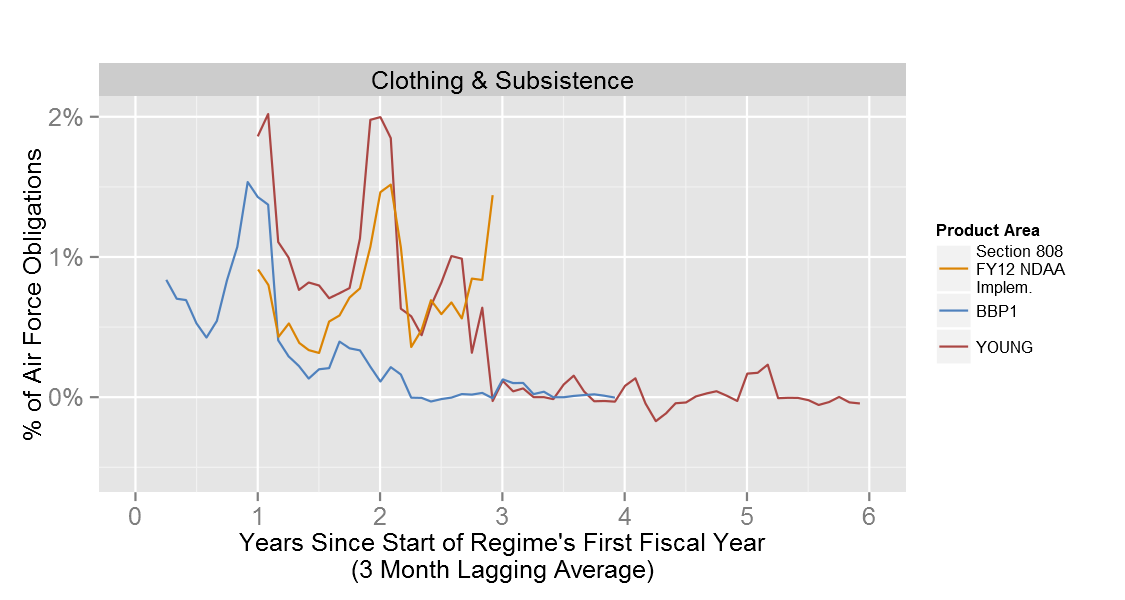 Clothing & Subsistence
2%
1%
0%
% of Air Force Obligations
0 1 2 3 4 5 6
Years Since Start of Regime's First Fiscal Year
(3 Month Lagging Average)
Product Area
Section 808
FY12 NDAA
Implem.
BBP1
YOUNG